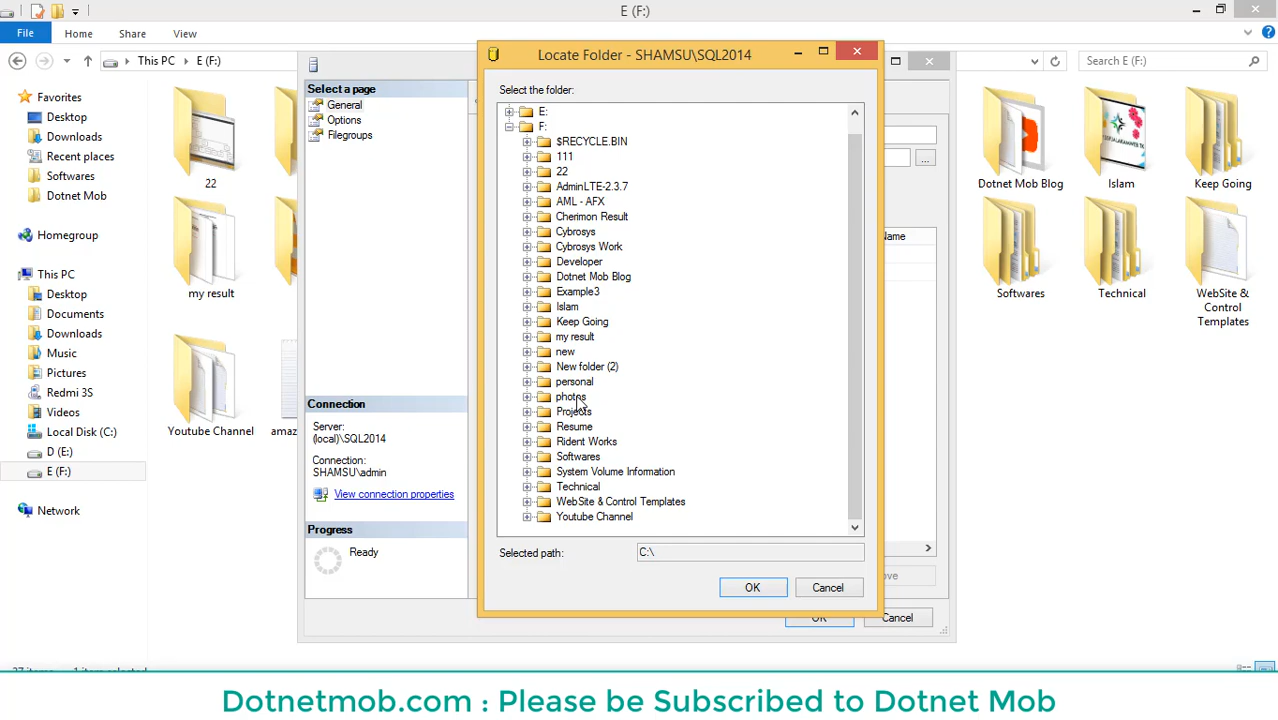 E (F:)
File
Home
Share
View
This PC
E (F:)
Search E (F:)
Favorites
Desktop
Downloads
Recent places
Softwares
Dotnet Mob
Homegroup
This PC
Desktop
Documents
Downloads
Music
Pictures
Redmi 3S
Videos
Local Disk (C:)
D (E:)
E (F:)
Network
22
my result
Youtube Channel
Select a page
General
Options
Filegroups
Connection
Server:
(local)\SQL2014
Connection:
SHAMSU\admin
View connection properties
Progress
Ready
Locate Folder - SHAMSU\SQL2014
Select the folder:
E:
F:
$RECYCLE.BIN
111
22
AdminLTE-2.3.7
AML - AFX
Cherimon Result
Cybrosys
Cybrosys Work
Developer
Dotnet Mob Blog
Example3
Islam
Keep Going
my result
new
New folder (2)
personal
photos
Projects
Resume
Rident Works
Softwares
System Volume Information
Technical
WebSite & Control Templates
Youtube Channel
Selected path:
C:\
OK
Cancel
...
Name
OK
Cancel
Dotnet Mob Blog
Islam
Keep Going
Softwares
Technical
WebSite &
Control
Templates
Dotnetmob.com : Please be Subscribed to Dotnet Mob